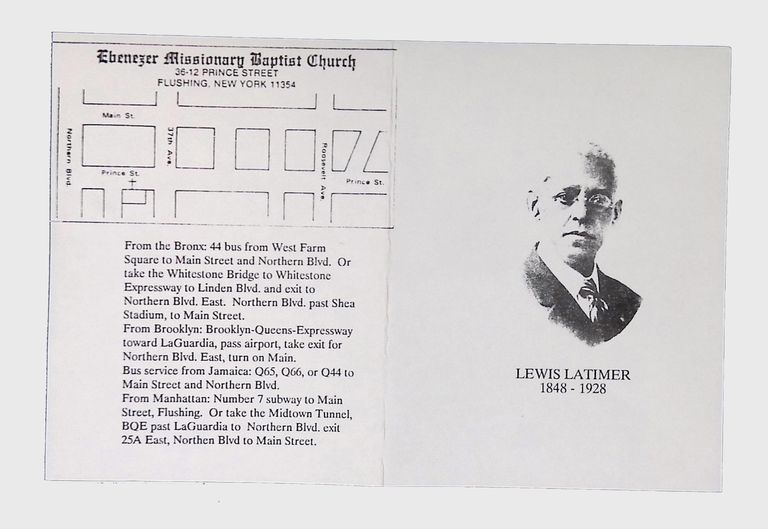 Ebenezer Missionary Baptist Church
36-12 PRINCE STREET
FLUSHING, NEW YORK 11354
Main St.
Northern Blvd
37th Ave.
Roosevelt Ave.
Prince St.
Prince St.
From the Bronx: 44 bus from West Farm
Square to Main Street and Northern Blvd. Or
take the Whitestone Bridge to Whitestone
Expressway to Linden Blvd. and exit to
Northern Blvd. East. Northern Blvd. past Shea
Stadium, to Main Street.
From Brooklyn: Brooklyn-Queens-Expressway
toward LaGuardia, pass airport, take exit for
Northern Blvd. East, turn on Main.
Bus service from Jamaica: Q65, Q66, or Q44 to
Main Street and Northern Blvd.
From Manhattan: Number 7 subway to Main
Street, Flushing. Or take the Midtown Tunnel,
BQE past LaGuardia to Northern Blvd. exit
25A East, Northen Blvd to Main Street.
LEWIS LATIMER
1848 - 1928